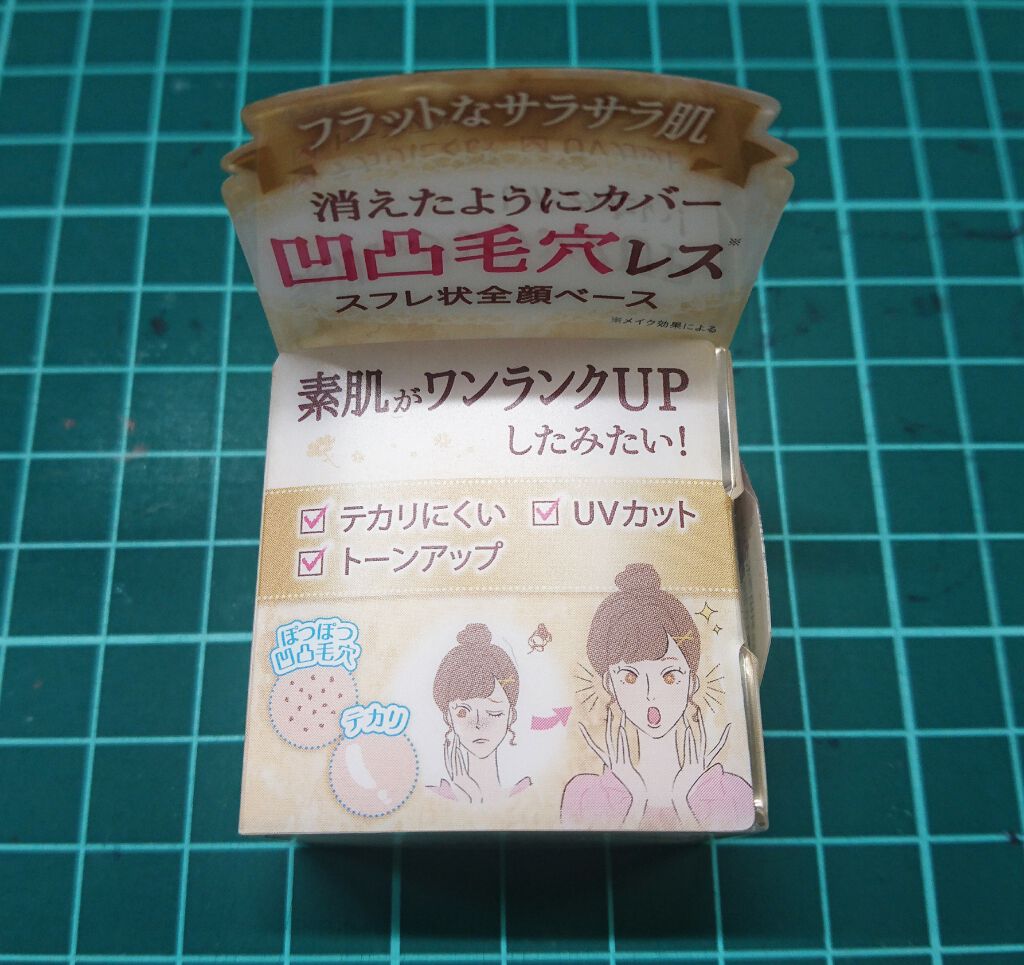 フラットなサラサラ肌
消えたようにカバー
凹凸毛穴レス※
スフレ状全顔ベース
※メイク効果による
素肌がワンランクUP
したみたい!
テカリにくい UVカット
トーンアップ
ぽつぽつ
凹凸毛穴
テカリ